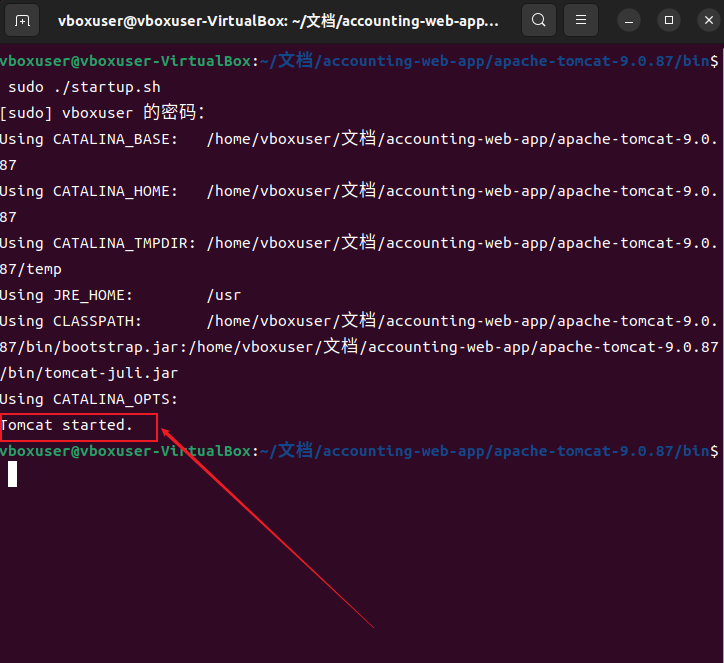 vboxuser@vboxuser-VirtualBox: ~/文档/accounting-web-app...
vboxuser@vboxuser-VirtualBox:~/文档/accounting-web-app/apache-tomcat-9.0.87/bin$
sudo ./startup.sh
[sudo] vboxuser 的密码：
Using CATALINA_BASE:   /home/vboxuser/文档/accounting-web-app/apache-tomcat-9.0.
87
Using CATALINA_HOME:   /home/vboxuser/文档/accounting-web-app/apache-tomcat-9.0.
87
Using CATALINA_TMPDIR: /home/vboxuser/文档/accounting-web-app/apache-tomcat-9.0.
87/temp
Using JRE_HOME:        /usr
Using CLASSPATH:       /home/vboxuser/文档/accounting-web-app/apache-tomcat-9.0.
87/bin/bootstrap.jar:/home/vboxuser/文档/accounting-web-app/apache-tomcat-9.0.87
/bin/tomcat-juli.jar
Using CATALINA_OPTS:
Tomcat started.
vboxuser@vboxuser-VirtualBox:~/文档/accounting-web-app/apache-tomcat-9.0.87/bin$